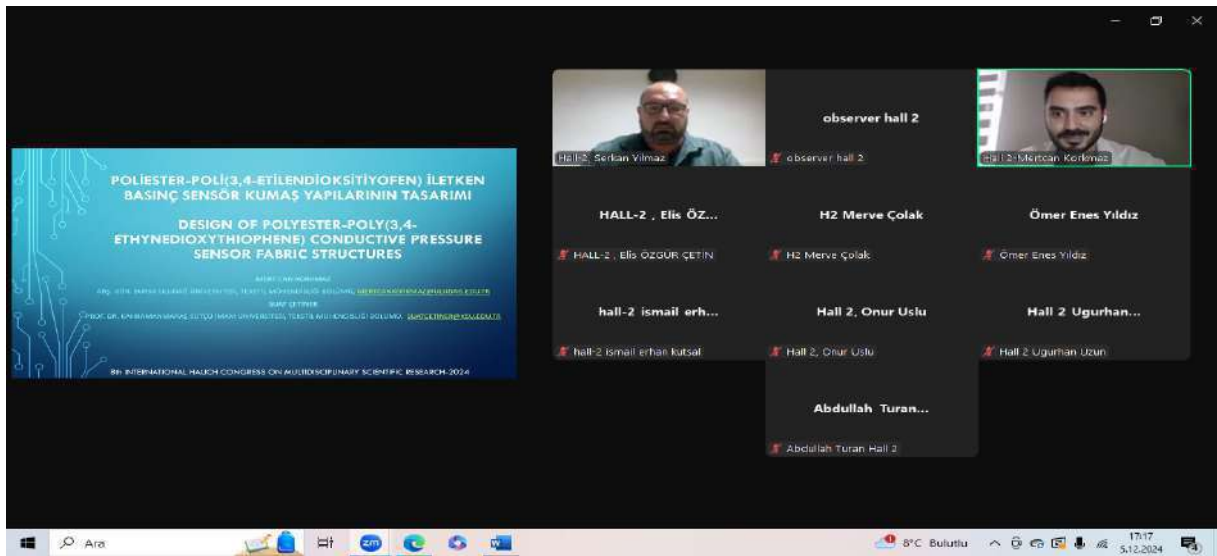 POLİESTER-POLİ(3,4-ETİLENDİOKSİTİYOFEN) İLETKEN
BASINÇ SENSÖR KUMAŞ YAPILARININ TASARIMI
DESIGN OF POLYESTER-POLY(3,4-
ETHYNEDIOXYTHIOPHENE) CONDUCTIVE PRESSURE
SENSOR FABRIC STRUCTURES
8th INTERNATIONAL HALICH CONGRESS ON MULTIDISCIPLINARY SCIENTIFIC RESEARCH-2024
Hall-2, Serkan Yılmaz
observer hall 2
observer hall 2
Hall 2-Mertcan Korkmaz
HALL-2 , Elis ÖZ...
HALL-2 , Elis ÖZGÜR ÇETİN
H2 Merve Çolak
H2 Merve Çolak
Ömer Enes Yıldız
Ömer Enes Yıldız
hall-2 ismail erh...
hall-2 ismail erhan kutsal
Hall 2, Onur Uslu
Hall 2, Onur Uslu
Hall 2 Ugurhan...
Hall 2 Ugurhan Uzun
Abdullah Turan...
Abdullah Turan Hall 2
Ara
zm
8°C Bulutlu
17:17
5.12.2024
4